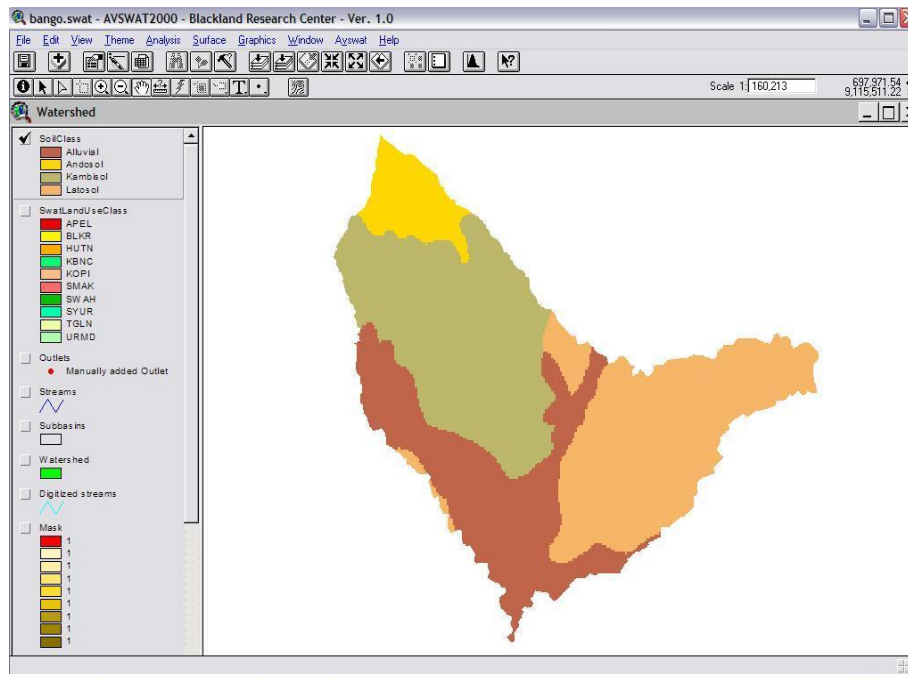 bango.swat - AVSWAT2000 - Blackland Research Center - Ver. 1.0
File Edit View Theme Analysis Surface Graphics Window Avswat Help
Scale 1: 160,213
697,971.54
9,115,511.22
Watershed
SoilClass
Alluvial
Andosol
Kambisol
Latosol
SwatLandUseClass
APEL
BLKR
HUTN
KBNC
KOPI
SMAK
SWAH
SYUR
TGLN
URMD
Outlets
Manually added Outlet
Streams
Subbasins
Watershed
Digitized streams
Mask
1
1
1
1
1
1
1
1
1